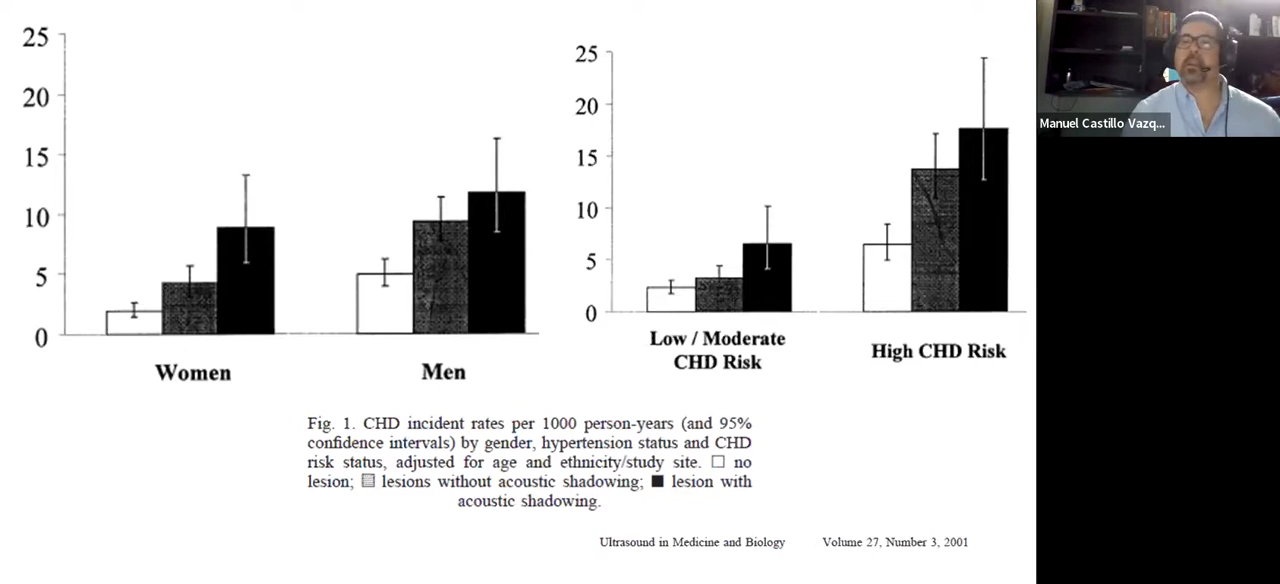 25
20
15
10
5
0
Women
Men
25
20
15
10
5
0
Low / Moderate
CHD Risk
High CHD Risk
Fig. 1. CHD incident rates per 1000 person-years (and 95%
confidence intervals) by gender, hypertension status and CHD
risk status, adjusted for age and ethnicity/study site. □ no
lesion; ▤ lesions without acoustic shadowing; ■ lesion with
acoustic shadowing.
Ultrasound in Medicine and Biology Volume 27, Number 3, 2001
Manuel Castillo Vazq...